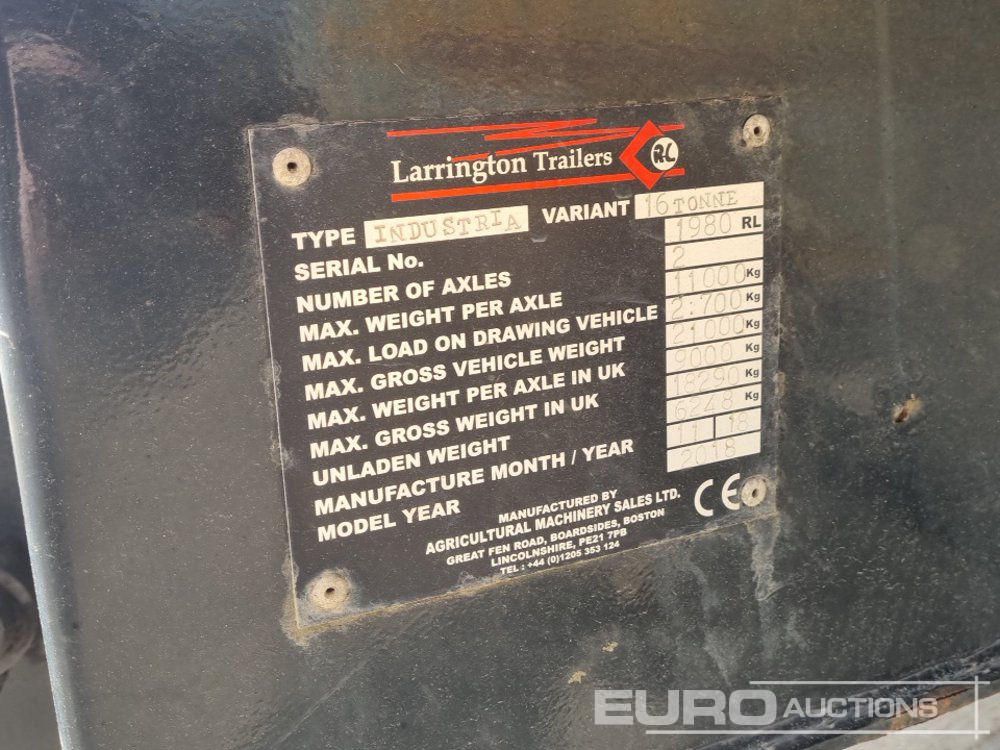 Larrington Trailers RL
TYPE INDUSTRIA VARIANT 16 TONNE
SERIAL No. 1980 RL
NUMBER OF AXLES 2
MAX. WEIGHT PER AXLE 11000 Kg
MAX. LOAD ON DRAWING VEHICLE 2:700 Kg
MAX. GROSS VEHICLE WEIGHT 21000 Kg
MAX. WEIGHT PER AXLE IN UK 9000 Kg
MAX. GROSS WEIGHT IN UK 18290 Kg
UNLADEN WEIGHT 6248 Kg
MANUFACTURE MONTH / YEAR 11 18
MODEL YEAR 2018
MANUFACTURED BY
AGRICULTURAL MACHINERY SALES LTD.
GREAT FEN ROAD, BOARDSIDES, BOSTON
LINCOLNSHIRE, PE21 7PB
TEL : +44 (0)1205 353 124
CE
EURO AUCTIONS